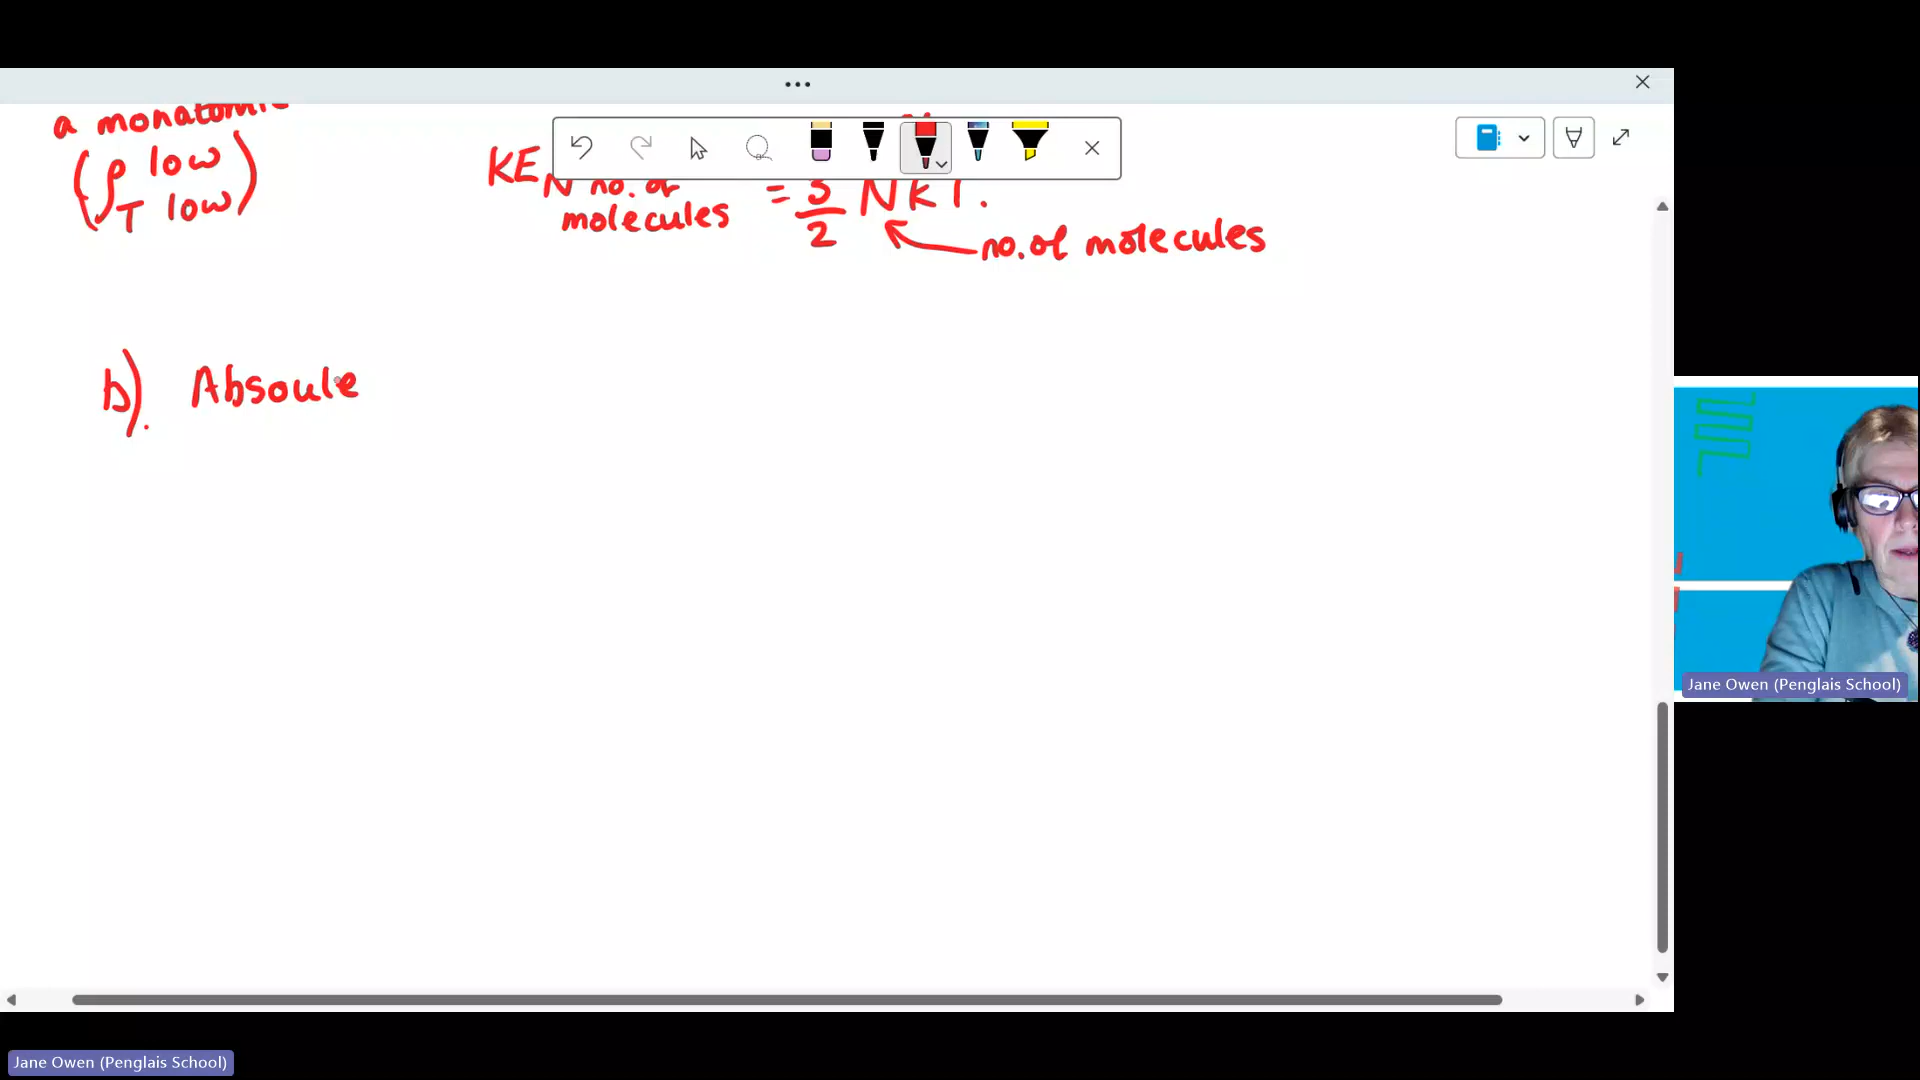 a monatomic
(ρ low
T low)
KE N no. of
molecules
= 3/2 NkT.
no. of molecules
b). Absoule
Jane Owen (Penglais School)
Jane Owen (Penglais School)